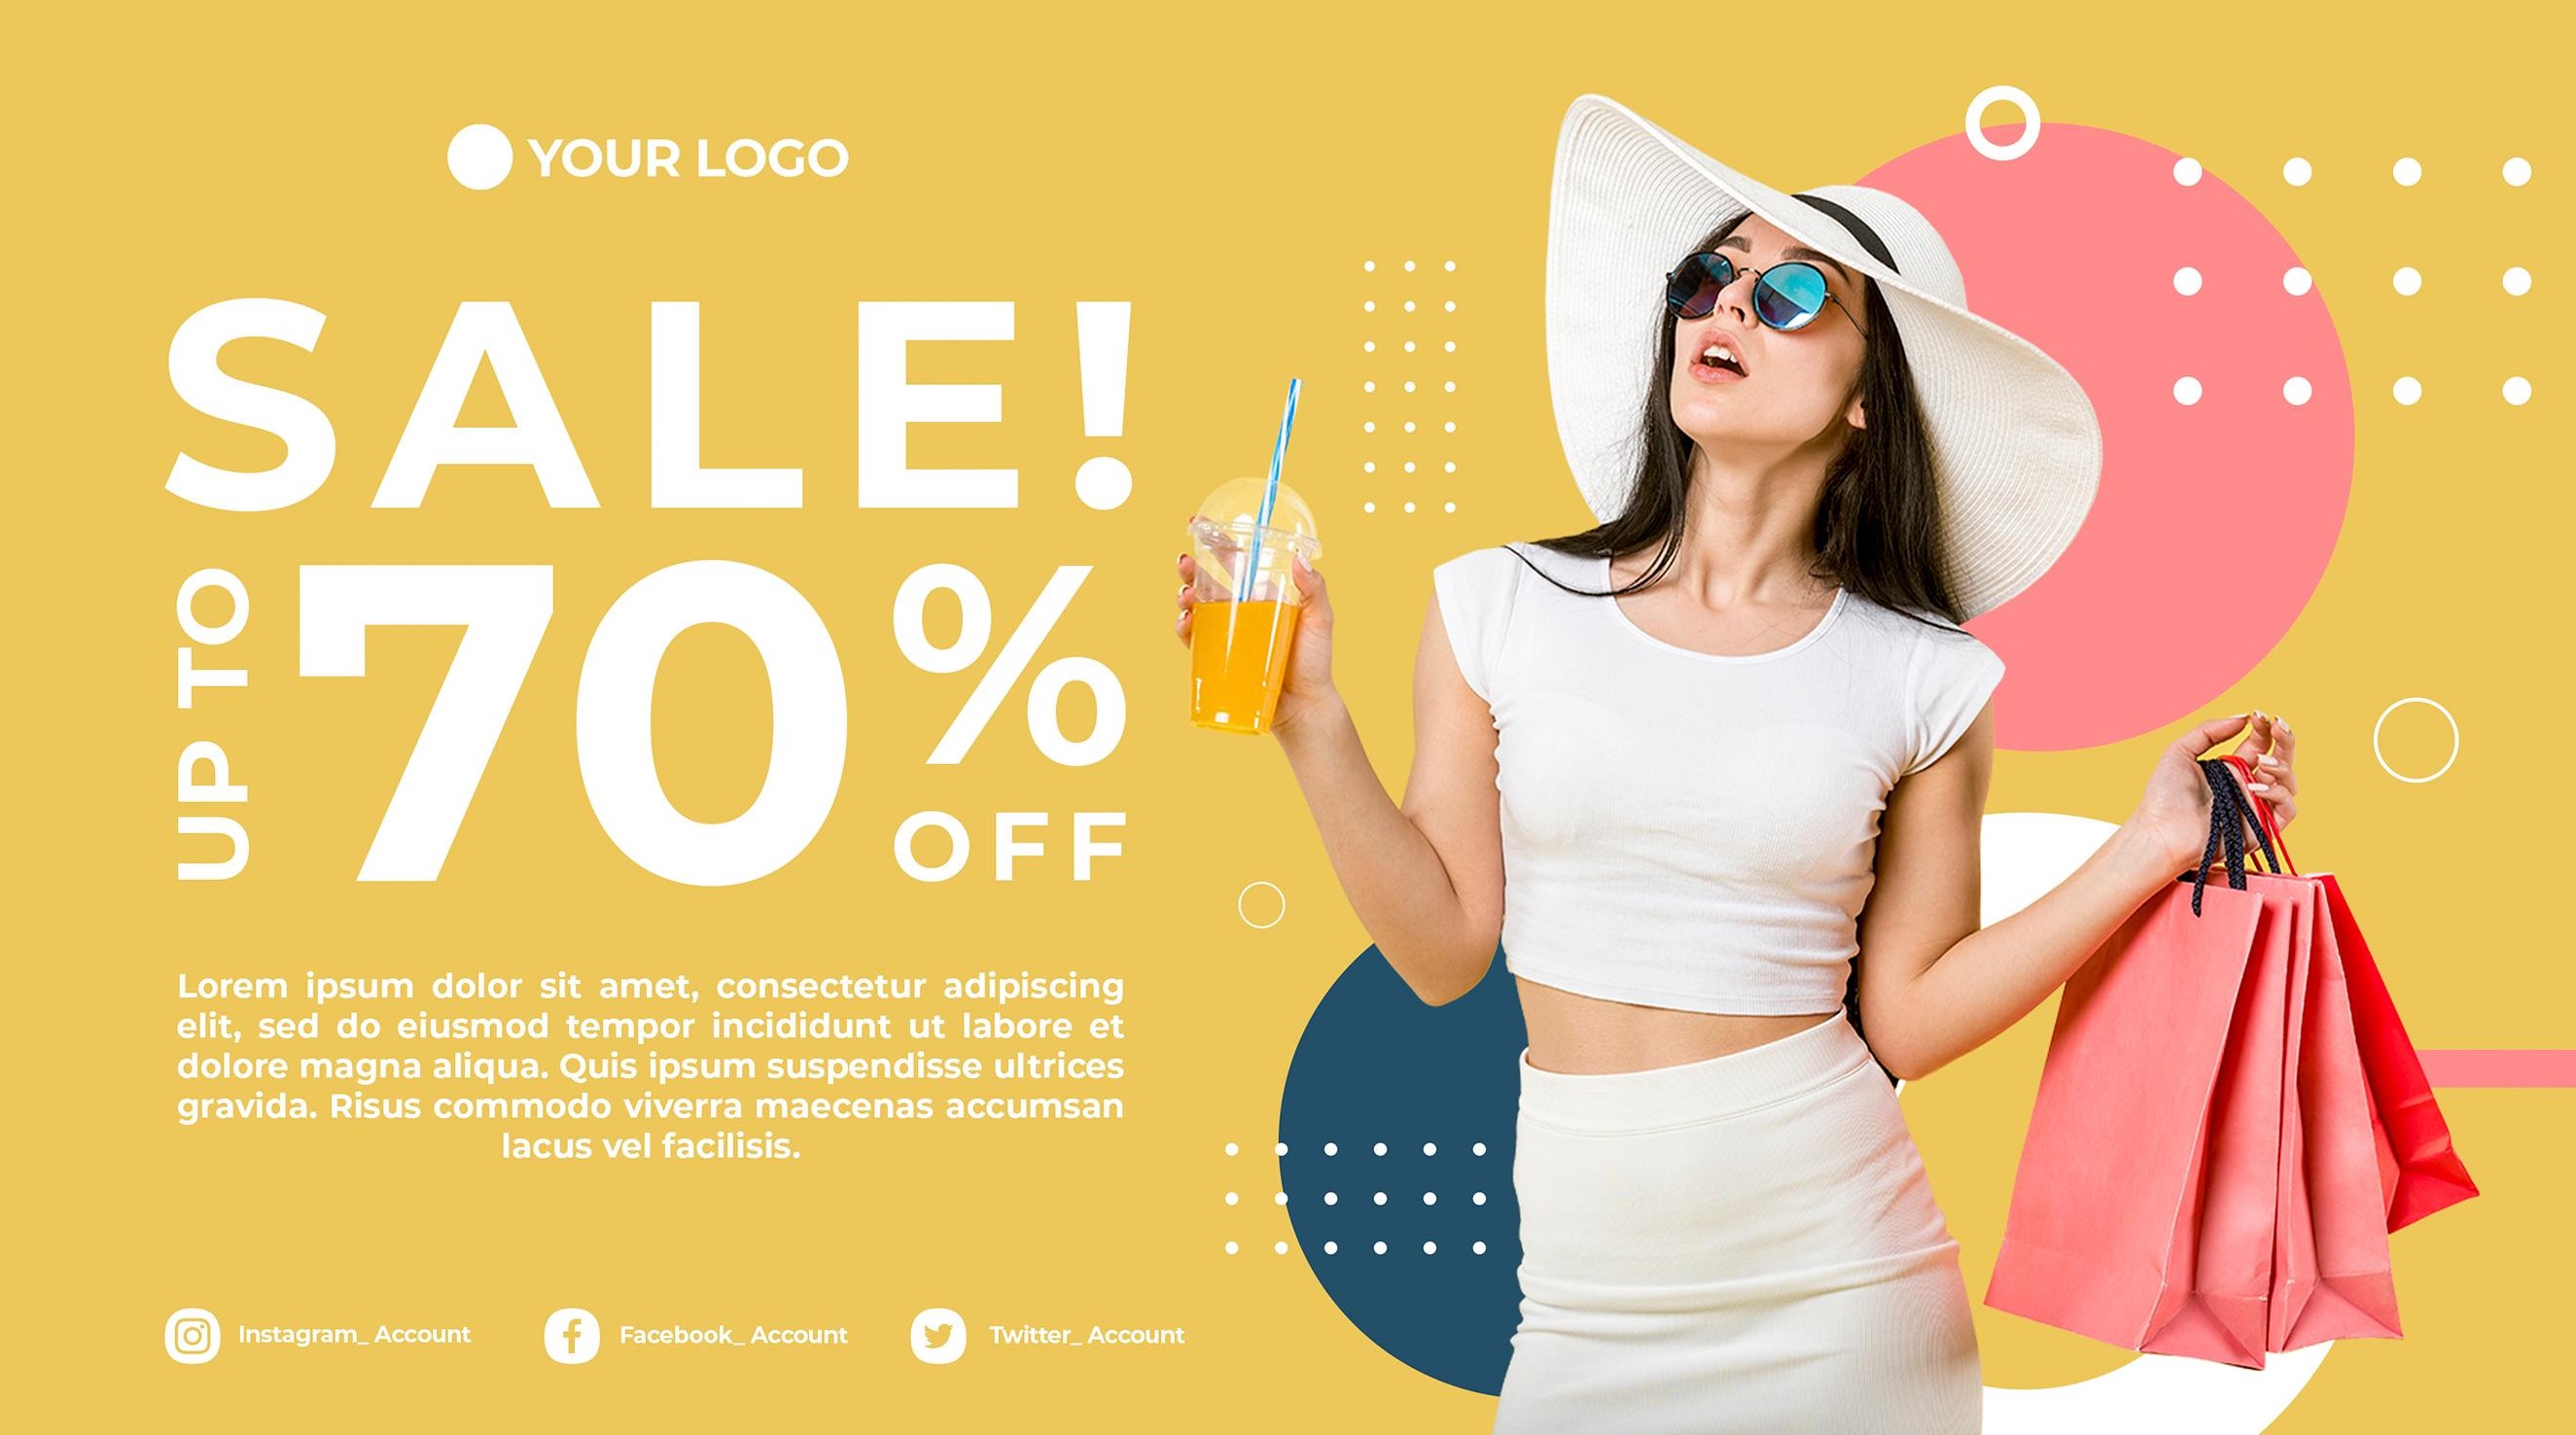 YOUR LOGO
SALE!
UP TO
70%
OFF
Lorem ipsum dolor sit amet, consectetur adipiscing
elit, sed do eiusmod tempor incididunt ut labore et
dolore magna aliqua. Quis ipsum suspendisse ultrices
gravida. Risus commodo viverra maecenas accumsan
lacus vel facilisis.
Instagram_ Account
Facebook_ Account
Twitter_ Account